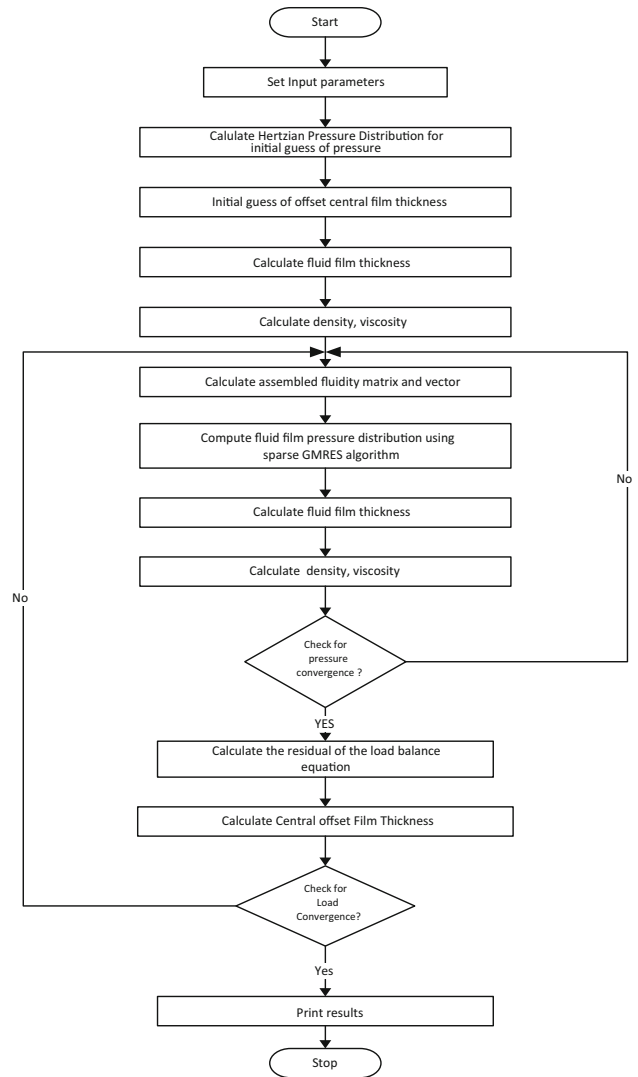 Start
Set Input parameters
Calulate Hertzian Pressure Distribution for
initial guess of pressure
Initial guess of offset central film thickness
Calculate fluid film thickness
Calculate density, viscosity
Calculate assembled fluidity matrix and vector
Compute fluid film pressure distribution using
sparse GMRES algorithm
No
Calculate fluid film thickness
Calculate density, viscosity
No
Check for
pressure
convergence ?
YES
Calculate the residual of the load balance
equation
Calculate Central offset Film Thickness
Check for
Load
Convergence?
Yes
Print results
Stop